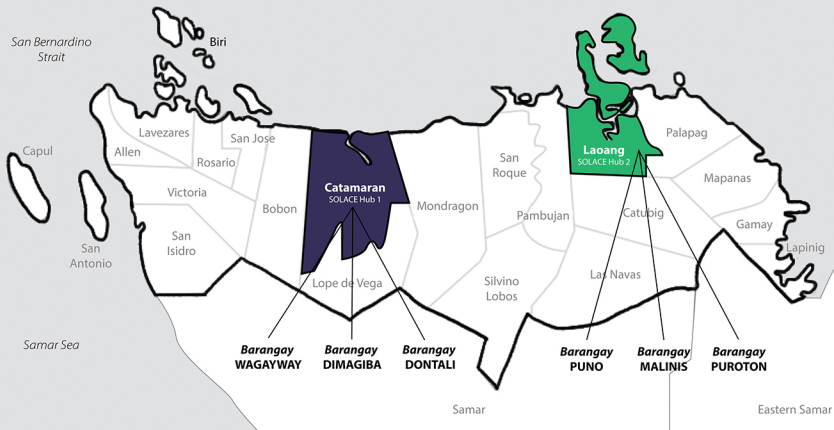 San Bernardino
Strait
Biri
Capul
San
Antonio
Samar Sea
Allen
Lavezares
Rosario
San Jose
Victoria
San
Isidro
Bobon
Catamaran
SOLACE Hub 1
Lope de Vega
Mondragon
San
Roque
Pambujan
Silvino
Lobos
Laoang
SOLACE Hub 2
Palapag
Mapanas
Catubig
Gamay
Lapinig
Las Navas
Barangay
WAGAYWAY
Barangay
DIMAGIBA
Barangay
DONTALI
Barangay
PUNO
Barangay
MALINIS
Barangay
PUROTON
Samar
Eastern Samar